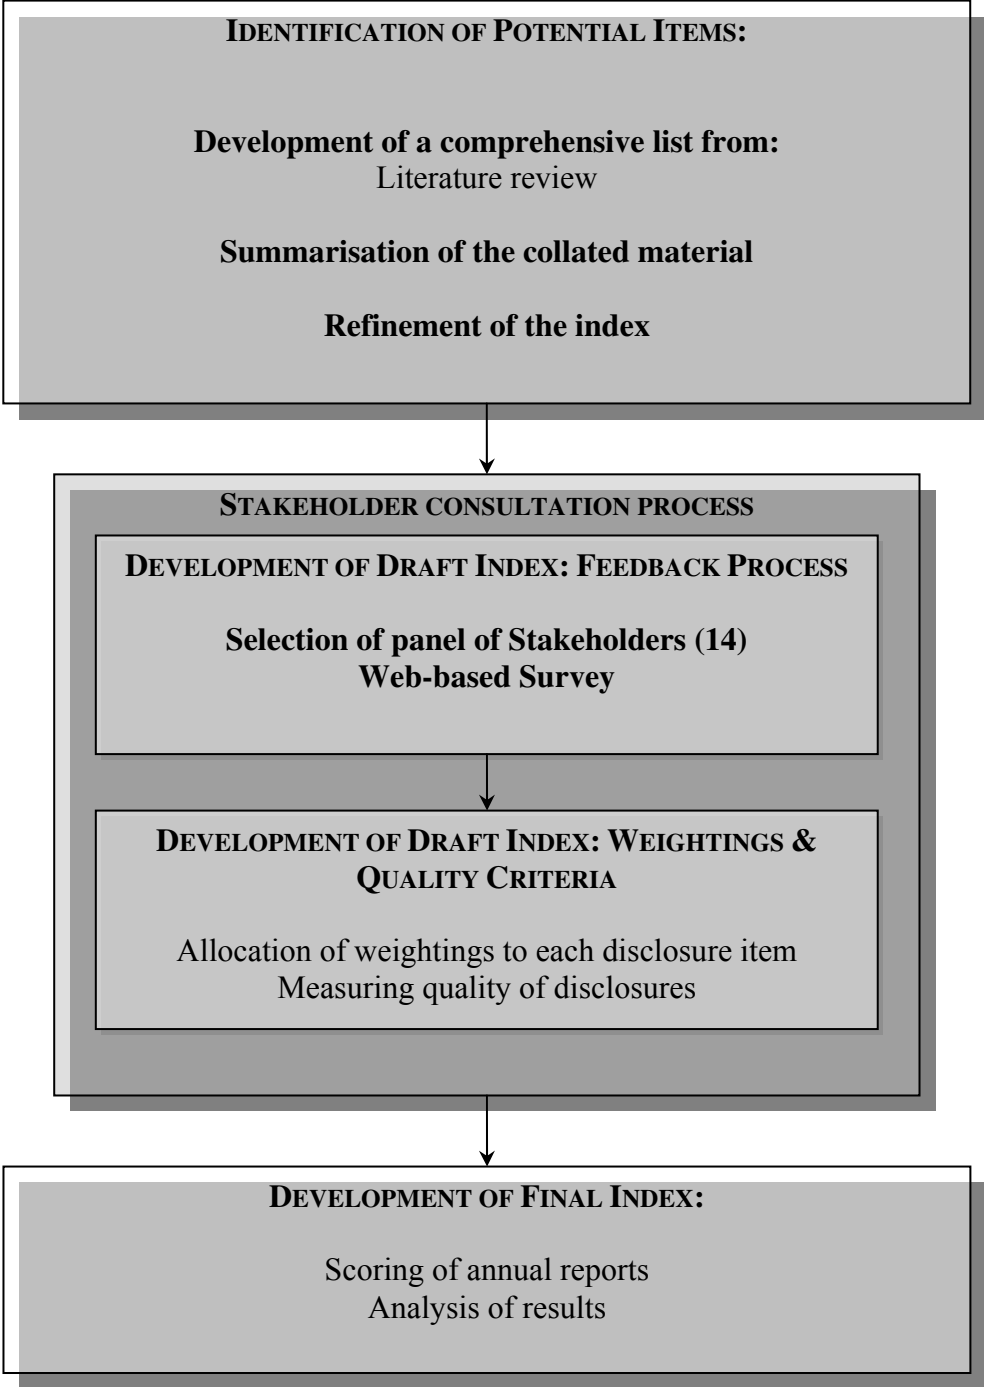 IDENTIFICATION OF POTENTIAL ITEMS:
Development of a comprehensive list from:
Literature review
Summarisation of the collated material
Refinement of the index
STAKEHOLDER CONSULTATION PROCESS
DEVELOPMENT OF DRAFT INDEX: FEEDBACK PROCESS
Selection of panel of Stakeholders (14)
Web-based Survey
DEVELOPMENT OF DRAFT INDEX: WEIGHTINGS &
QUALITY CRITERIA
Allocation of weightings to each disclosure item
Measuring quality of disclosures
DEVELOPMENT OF FINAL INDEX:
Scoring of annual reports
Analysis of results